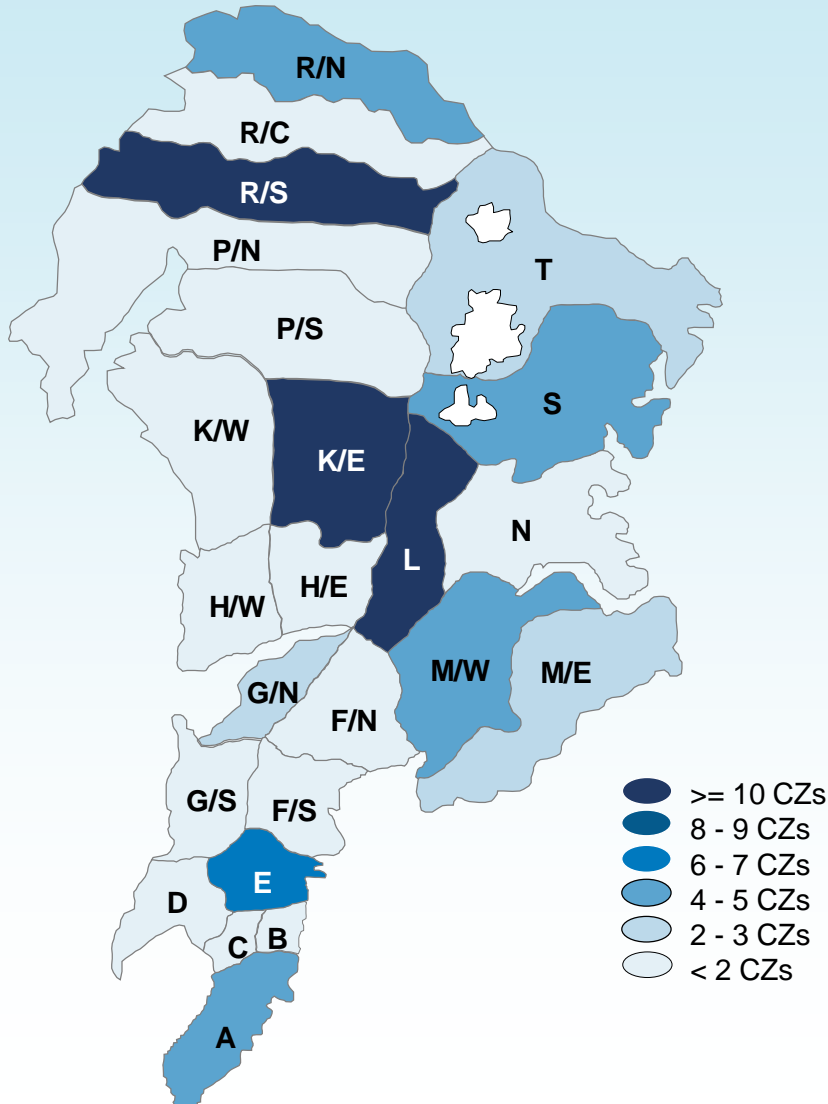 R/N
R/C
R/S
P/N
T
P/S
S
K/W
K/E
N
L
H/E
H/W
M/W
M/E
G/N
F/N
G/S
F/S
E
D
B
C
A
>= 10 CZs
8 - 9 CZs
6 - 7 CZs
4 - 5 CZs
2 - 3 CZs
< 2 CZs